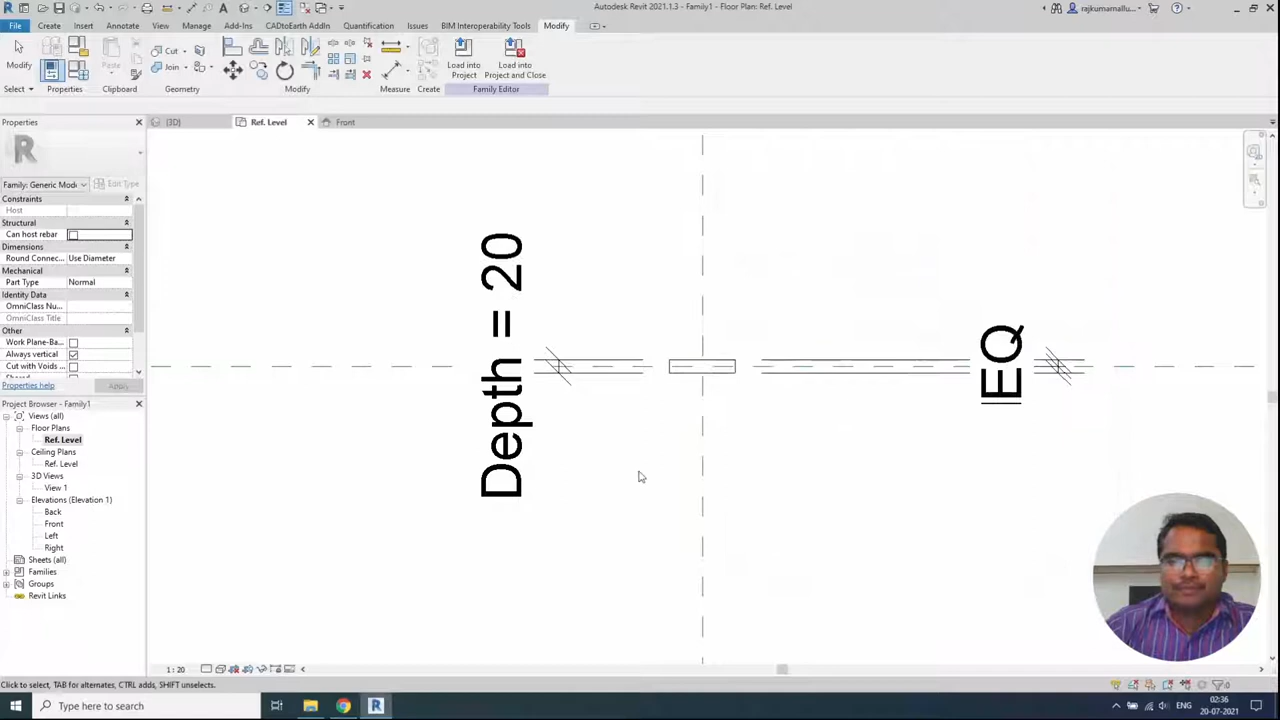 Autodesk Revit 2021.1.3 - Family1 - Floor Plan: Ref. Level
rajkumarnallu...
File Create Insert Annotate View Manage Add-Ins CADtoEarth AddIn Quantification Issues BIM Interoperability Tools Modify
Modify
Paste
Cut
Join
Load into
Project
Load into
Project and Close
Select Properties Clipboard Geometry Modify Measure Create Family Editor
Properties
{3D}
Ref. Level
Front
Family: Generic Mode
Edit Type
Constraints
Host
Structural
Can host rebar
Dimensions
Round Connec... Use Diameter
Mechanical
Part Type Normal
Identity Data
OmniClass Nu...
OmniClass Title
Other
Work Plane-Ba...
Always vertical
Cut with Voids ...
Properties help
Apply
Project Browser - Family1
Views (all)
Floor Plans
Ref. Level
Ceiling Plans
Ref. Level
3D Views
View 1
Elevations (Elevation 1)
Back
Front
Left
Right
Sheets (all)
Families
Groups
Revit Links
Depth = 20
EQ
1 : 20
Click to select, TAB for alternates, CTRL adds, SHIFT unselects.
:0
Type here to search
ENG
02:36
20-07-2021